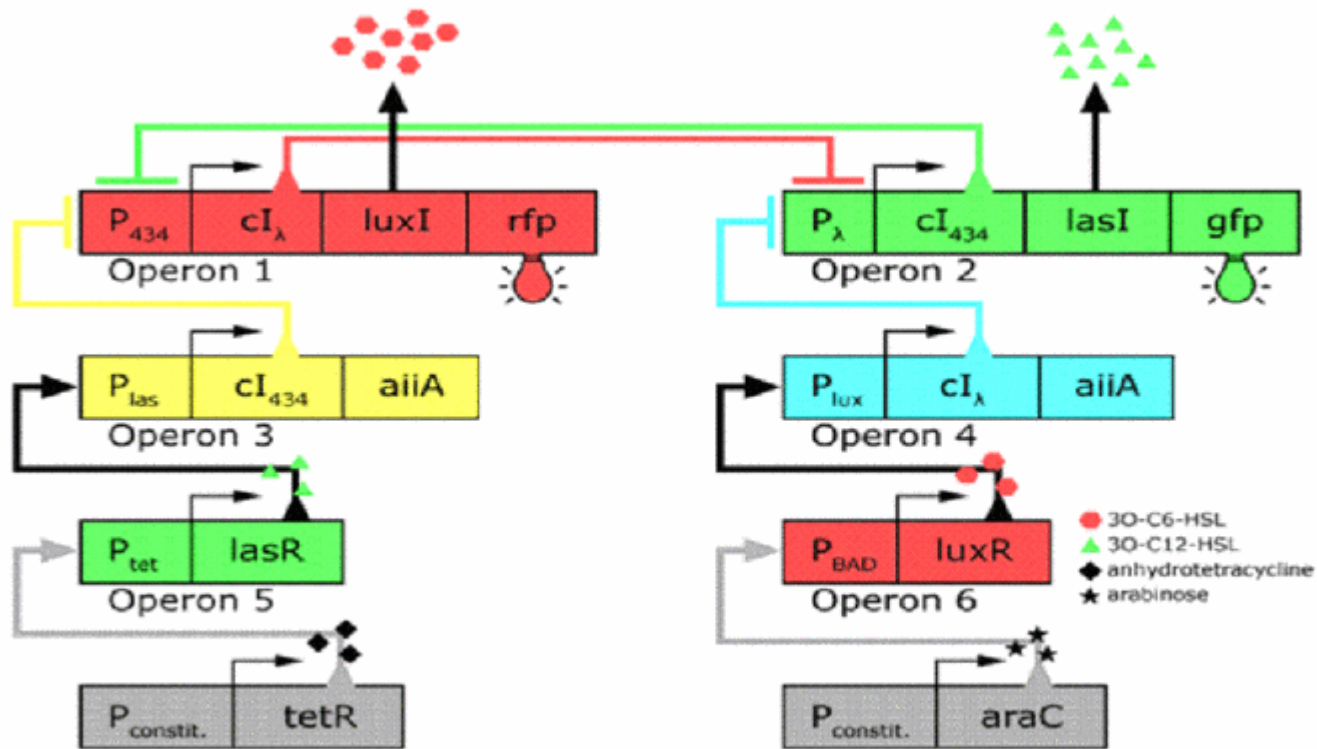 P434 cIλ luxI rfp
Operon 1
Pλ cI434 lasI gfp
Operon 2
Plas cI434 aiiA
Operon 3
Plux cIλ aiiA
Operon 4
Ptet lasR
Operon 5
PBAD luxR
Operon 6
3O-C6-HSL
3O-C12-HSL
anhydrotetracycline
arabinose
Pconstit. tetR
Pconstit. araC